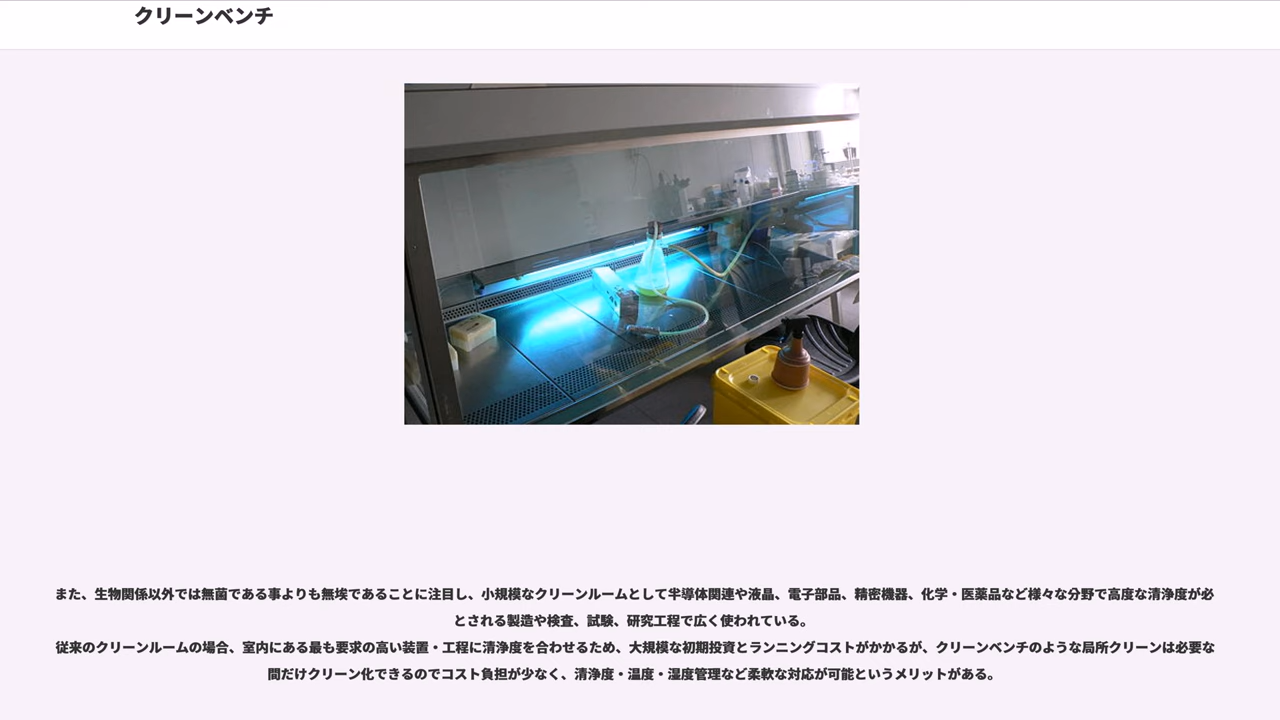 クリーンベンチ
また、生物関係以外では無菌である事よりも無埃であることに注目し、小規模なクリーンルームとして半導体関連や液晶、電子部品、精密機器、化学・医薬品など様々な分野で高度な清浄度が必
とされる製造や検査、試験、研究工程で広く使われている。
従来のクリーンルームの場合、室内にある最も要求の高い装置・工程に清浄度を合わせるため、大規模な初期投資とランニングコストがかかるが、クリーンベンチのような局所クリーンは必要な
間だけクリーン化できるのでコスト負担が少なく、清浄度・温度・湿度管理など柔軟な対応が可能というメリットがある。